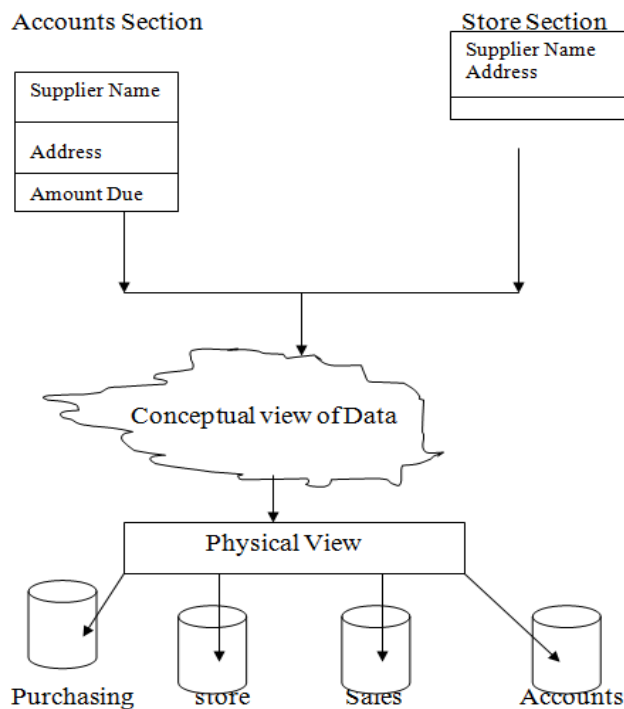 Accounts Section
Store Section
Supplier Name
Address
Amount Due
Supplier Name
Address
Conceptual view of Data
Physical View
Purchasing
store
Sales
Accounts